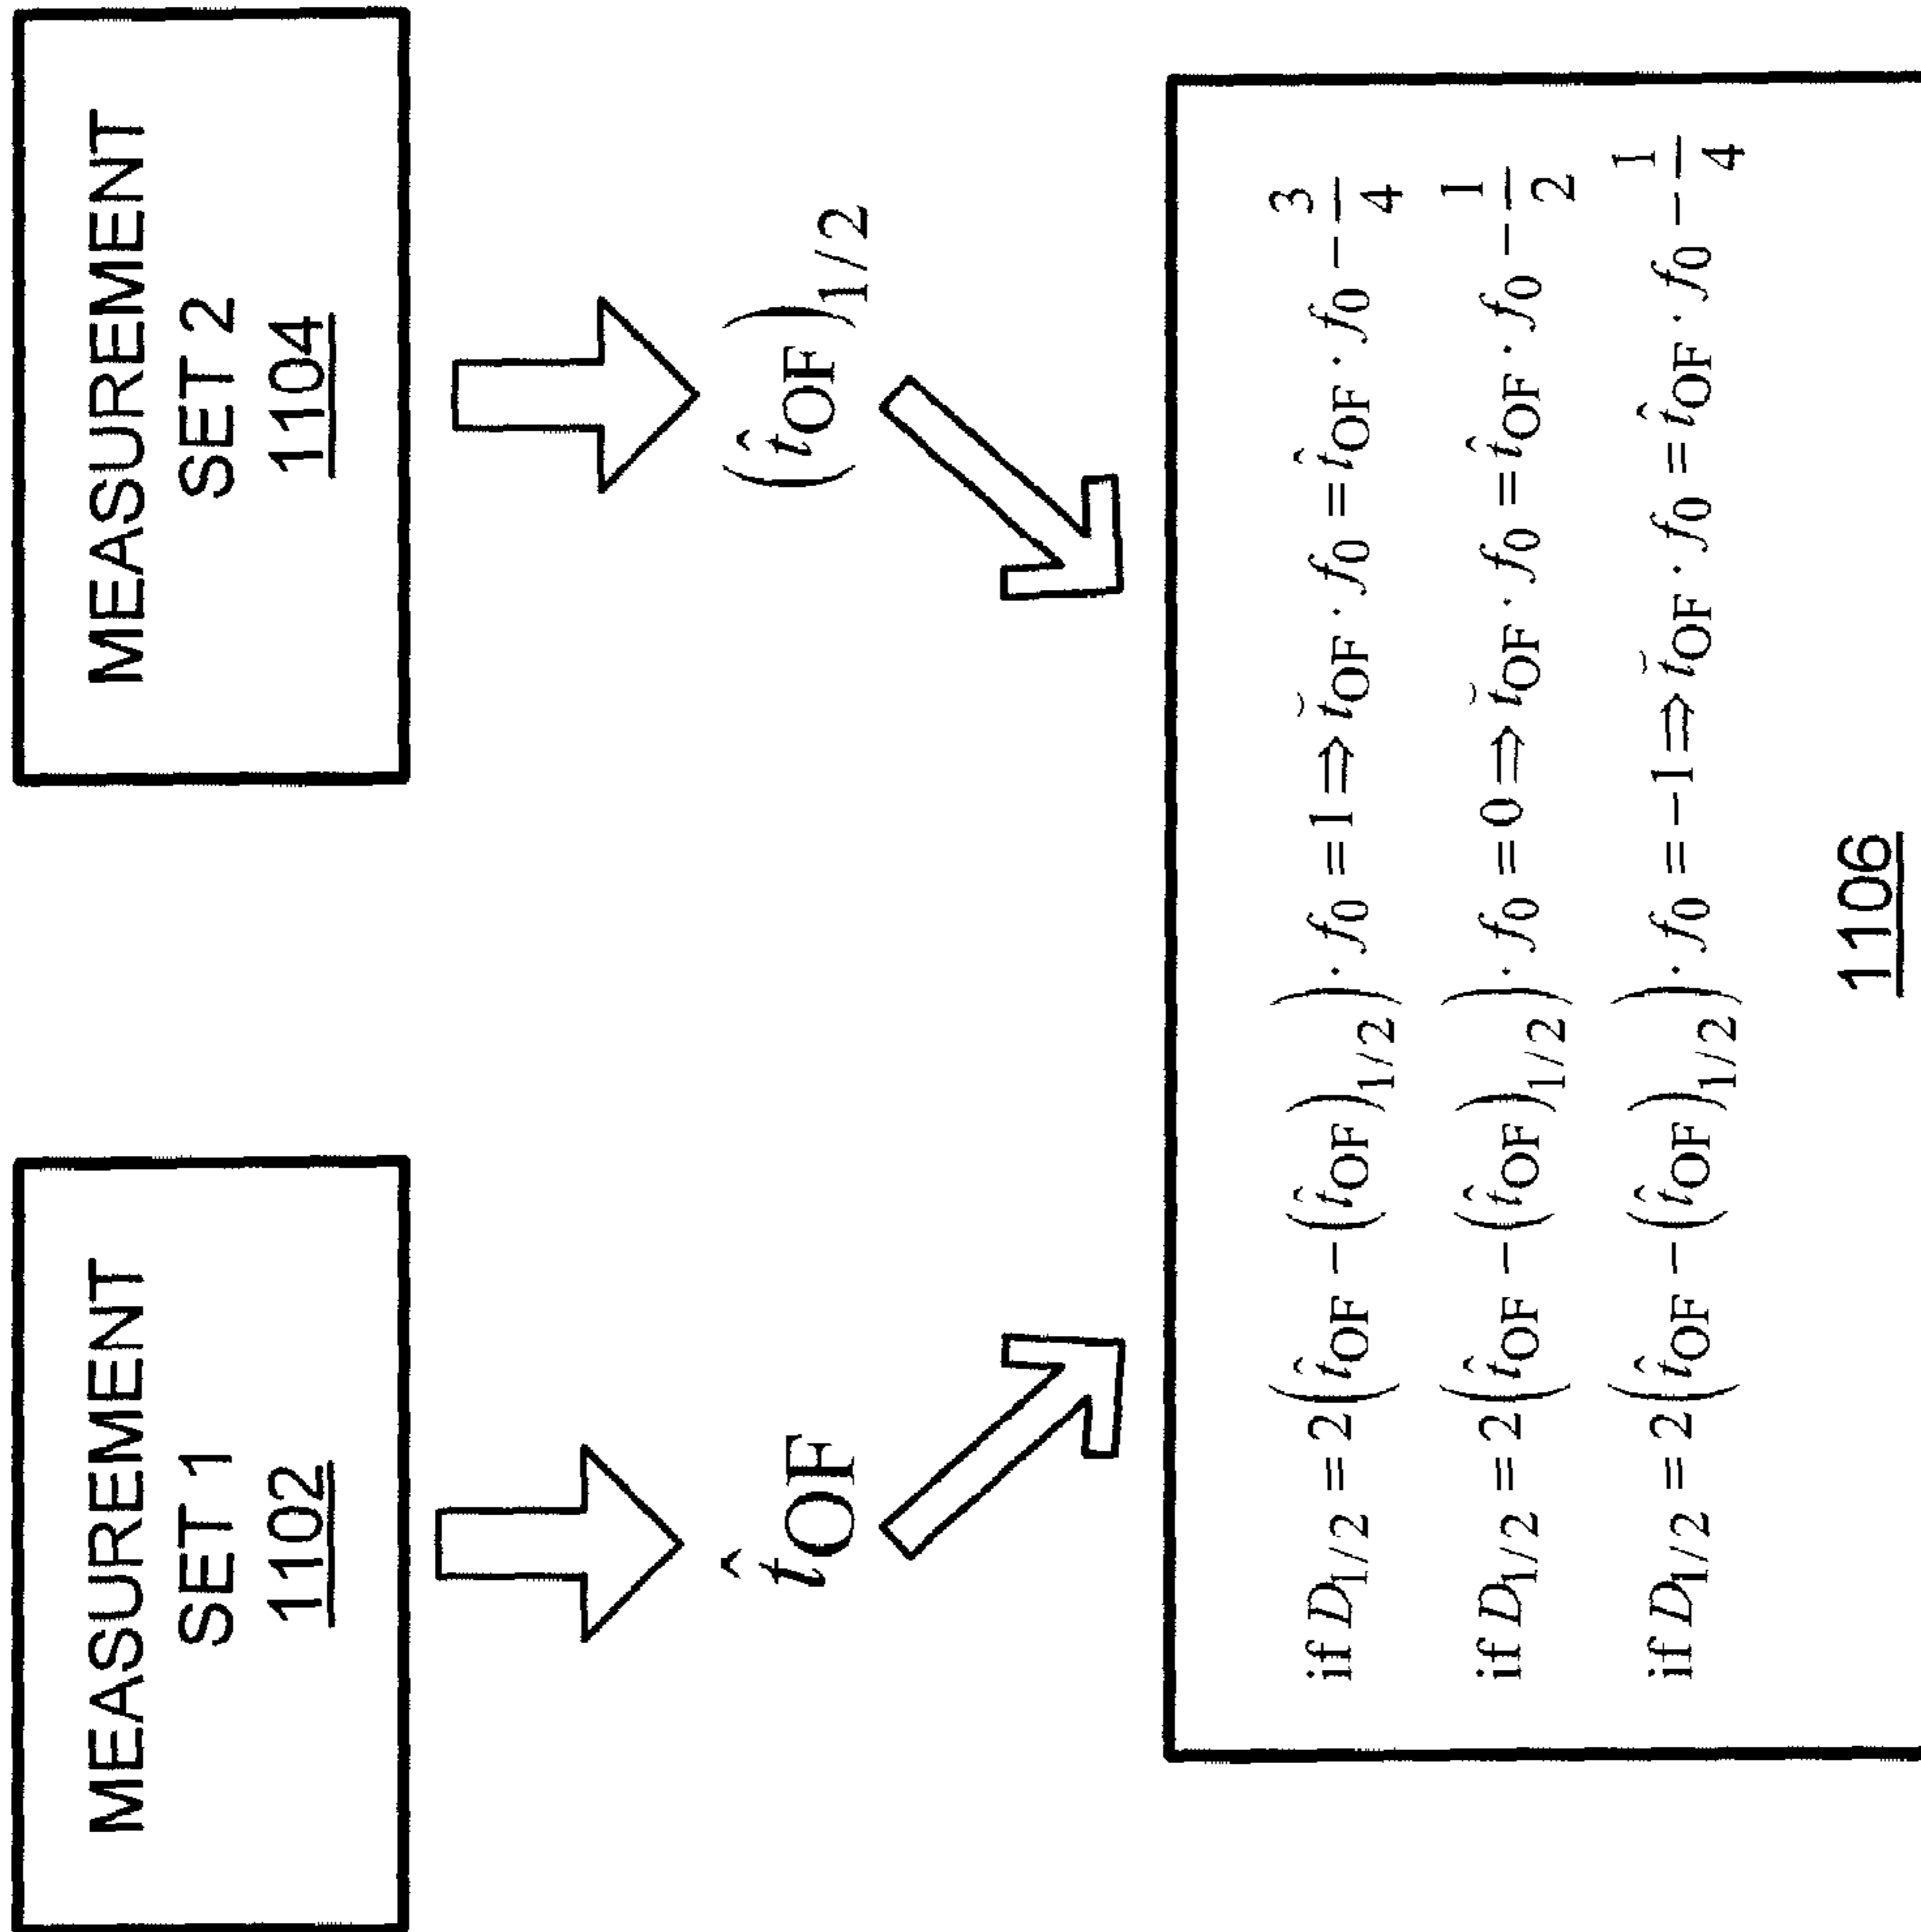 MEASUREMENT
SET 1
1102
MEASUREMENT
SET 2
1104
t̂OF
(t̂OF)1/2
if D1/2 = 2(t̂OF − (t̂OF)1/2) · f0 = 1 ⇒ t̆OF · f0 = t̂OF · f0 − 3/4
if D1/2 = 2(t̂OF − (t̂OF)1/2) · f0 = 0 ⇒ t̆OF · f0 = t̂OF · f0 − 1/2
if D1/2 = 2(t̂OF − (t̂OF)1/2) · f0 = −1 ⇒ t̆OF · f0 = t̂OF · f0 − 1/4
1106